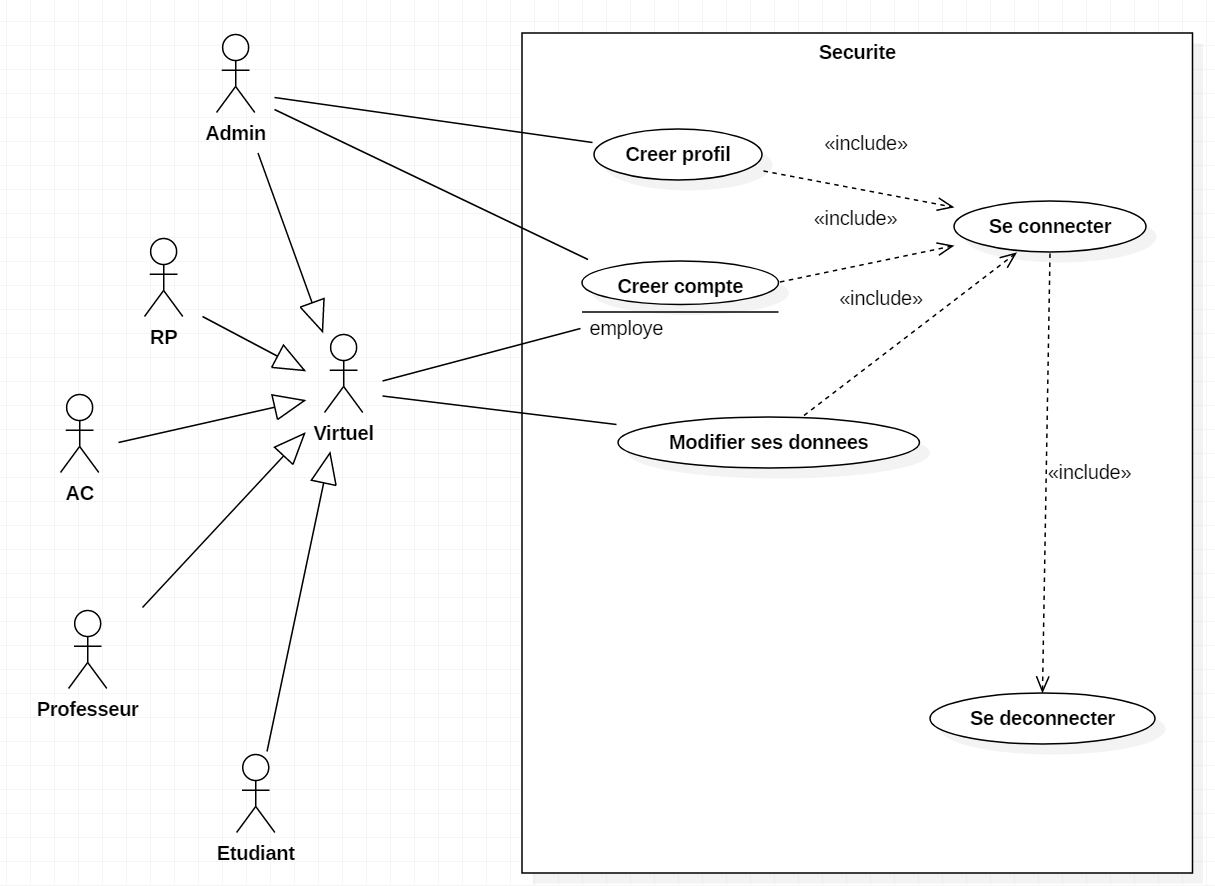 Securite
Admin
Creer profil
«include»
Se connecter
«include»
RP
Creer compte
«include»
employe
Virtuel
Modifier ses donnees
AC
«include»
Professeur
Se deconnecter
Etudiant